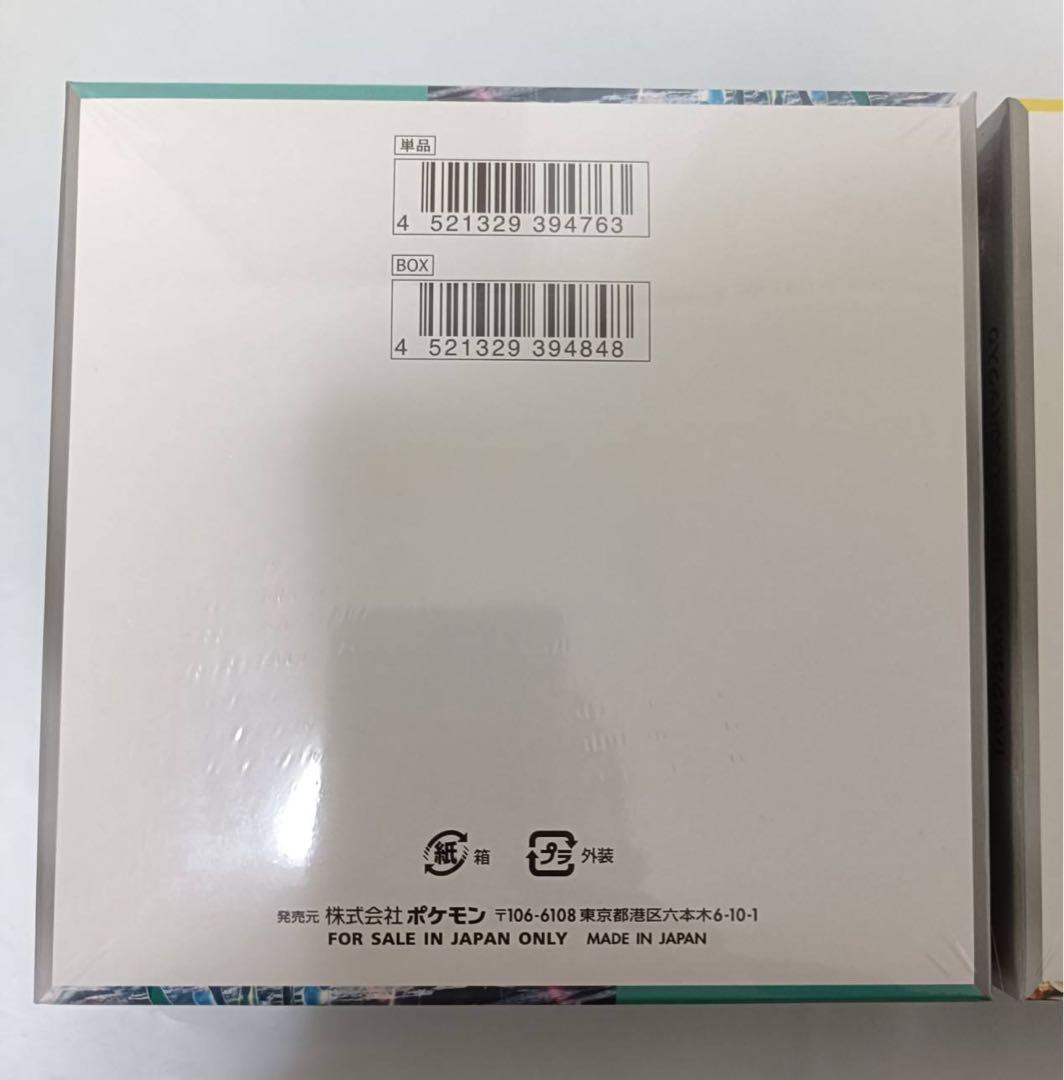 単品
4 521329 394763
BOX
4 521329 394848
紙 箱 プラ 外装
発売元 株式会社 ポケモン 〒106-6108 東京都港区六本木6-10-1
FOR SALE IN JAPAN ONLY MADE IN JAPAN